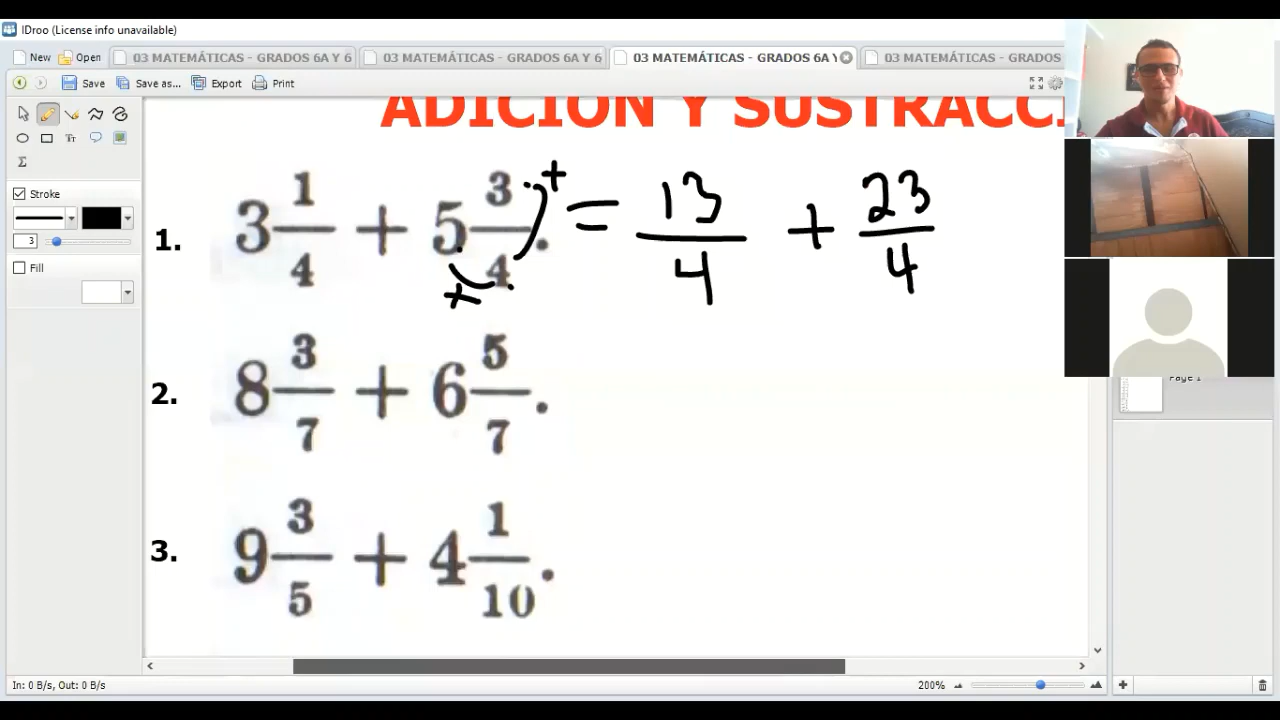 IDroo (License info unavailable)
New Open 03 MATEMÁTICAS - GRADOS 6A Y 6 03 MATEMÁTICAS - GRADOS 6A Y 6 03 MATEMÁTICAS - GRADOS 6A Y 03 MATEMÁTICAS - GRADOS
Save Save as... Export Print
ADICIÓN Y SUSTRACCI
Stroke
3
Fill
1. 3 1/4 + 5 3/4. = 13/4 + 23/4
+
x
2. 8 3/7 + 6 5/7.
3. 9 3/5 + 4 1/10.
Page 1
In: 0 B/s, Out: 0 B/s 200%